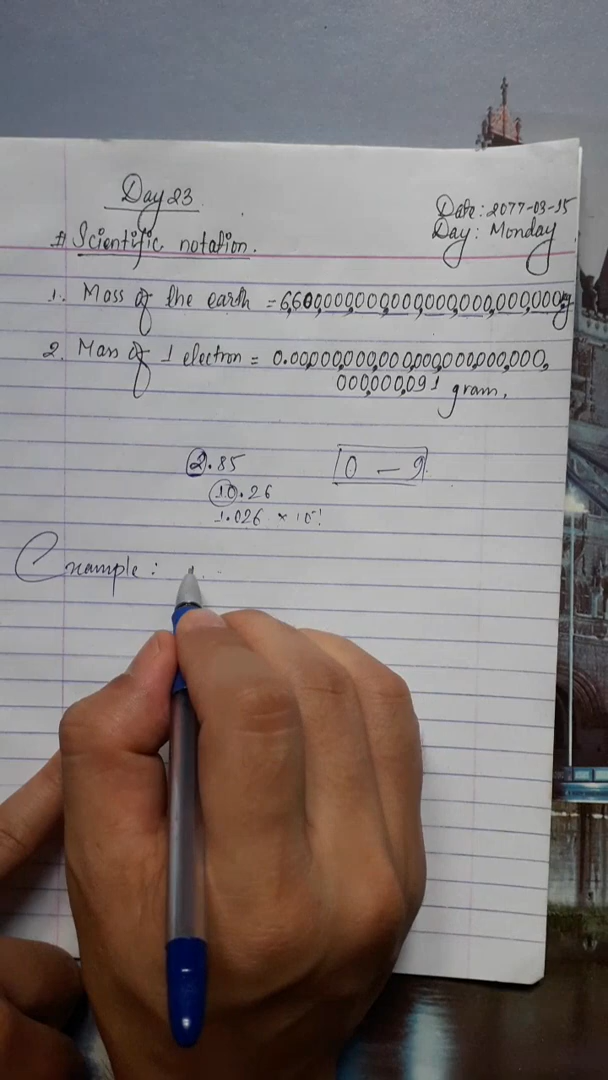 Day 23
Date: 2077-03-15
Day: Monday
# Scientific notation.
1. Mass of the earth = 6,600,000,000,000,000,000,000,000,000g
2. Mass of 1 electron = 0.00,000,000,000,000,000,000,000,
000,000,091 gram.
2.85
0 - 9
10.26
1.026 × 10¹
Example: